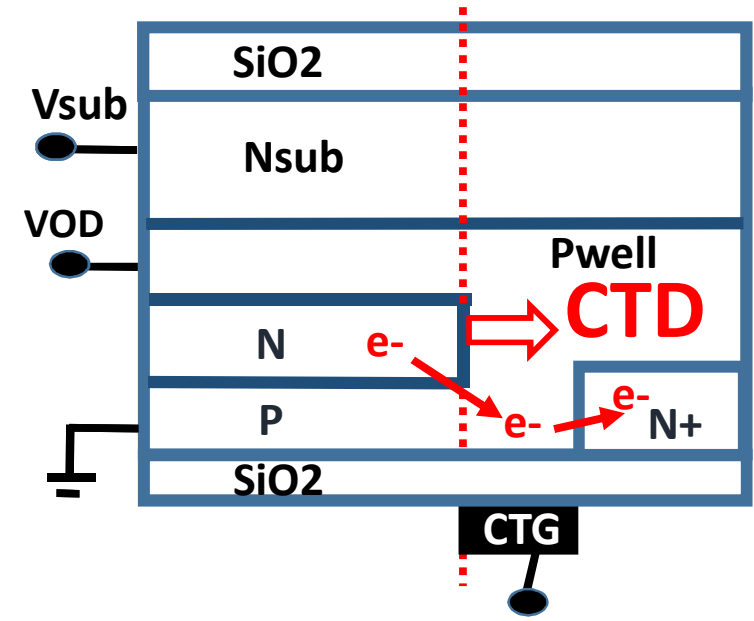 SiO2
Vsub
Nsub
VOD
Pwell
CTD
N
e-
e-
P
e-
N+
SiO2
CTG